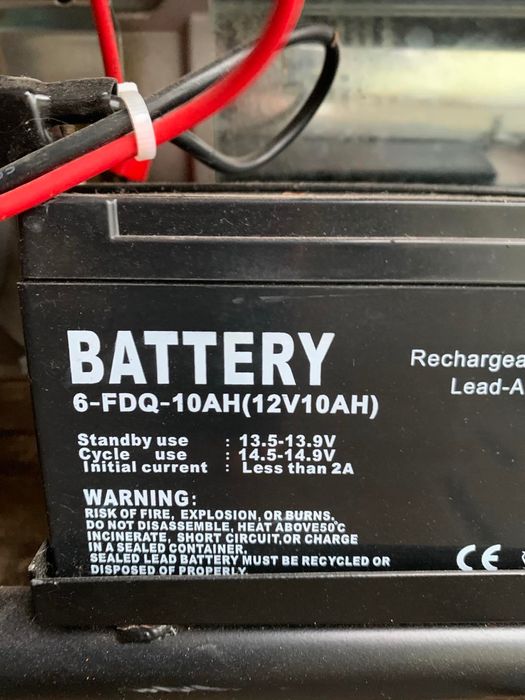 BATTERY
6-FDQ-10AH(12V10AH)
Rechargea
Lead-A
Standby use : 13.5-13.9V
Cycle use : 14.5-14.9V
Initial current : Less than 2A
WARNING:
RISK OF FIRE, EXPLOSION, OR BURNS.
DO NOT DISASSEMBLE, HEAT ABOVE50°C
INCINERATE, SHORT CIRCUIT,OR CHARGE
IN A SEALED CONTAINER.
SEALED LEAD BATTERY MUST BE RECYCLED OR
DISPOSED OF PROPERLY.
CE